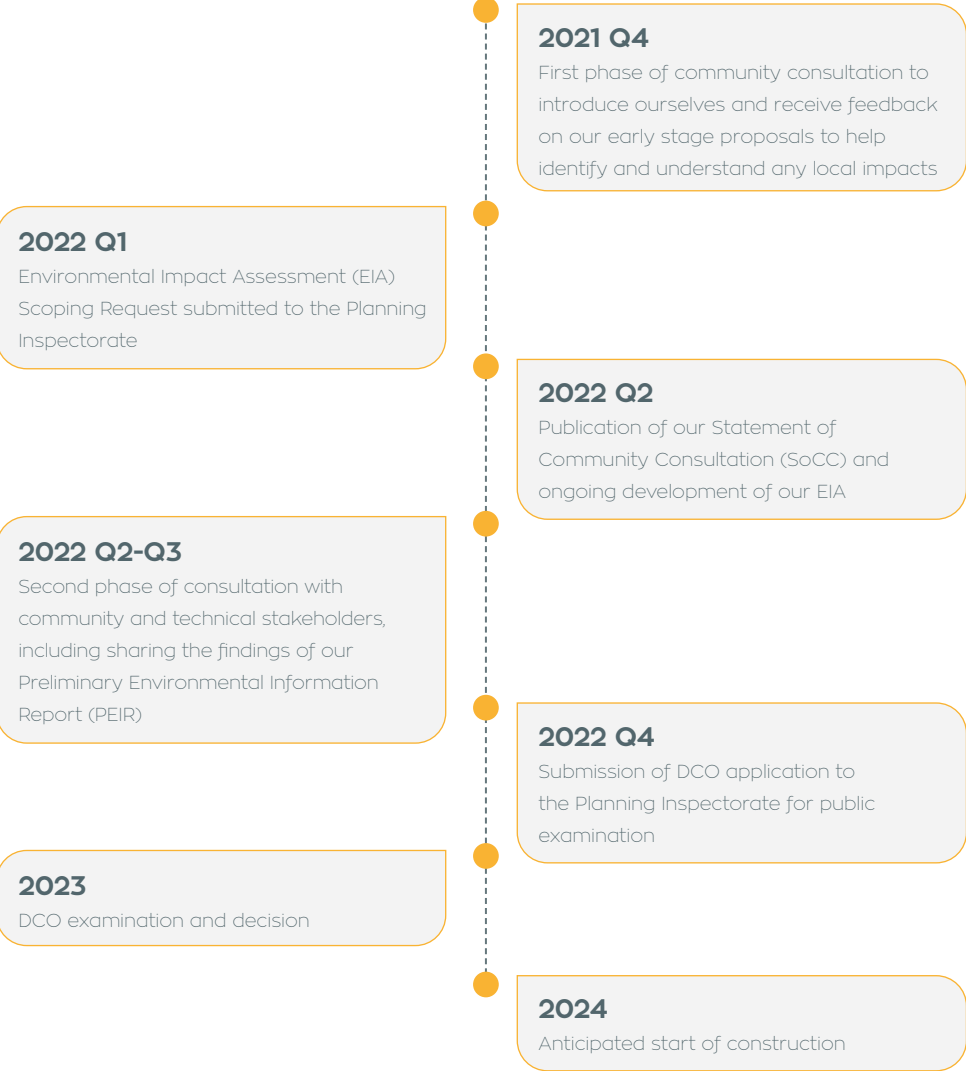 2021 Q4
First phase of community consultation to
introduce ourselves and receive feedback
on our early stage proposals to help
identify and understand any local impacts
2022 Q1
Environmental Impact Assessment (EIA)
Scoping Request submitted to the Planning
Inspectorate
2022 Q2
Publication of our Statement of
Community Consultation (SoCC) and
ongoing development of our EIA
2022 Q2-Q3
Second phase of consultation with
community and technical stakeholders,
including sharing the findings of our
Preliminary Environmental Information
Report (PEIR)
2022 Q4
Submission of DCO application to
the Planning Inspectorate for public
examination
2023
DCO examination and decision
2024
Anticipated start of construction